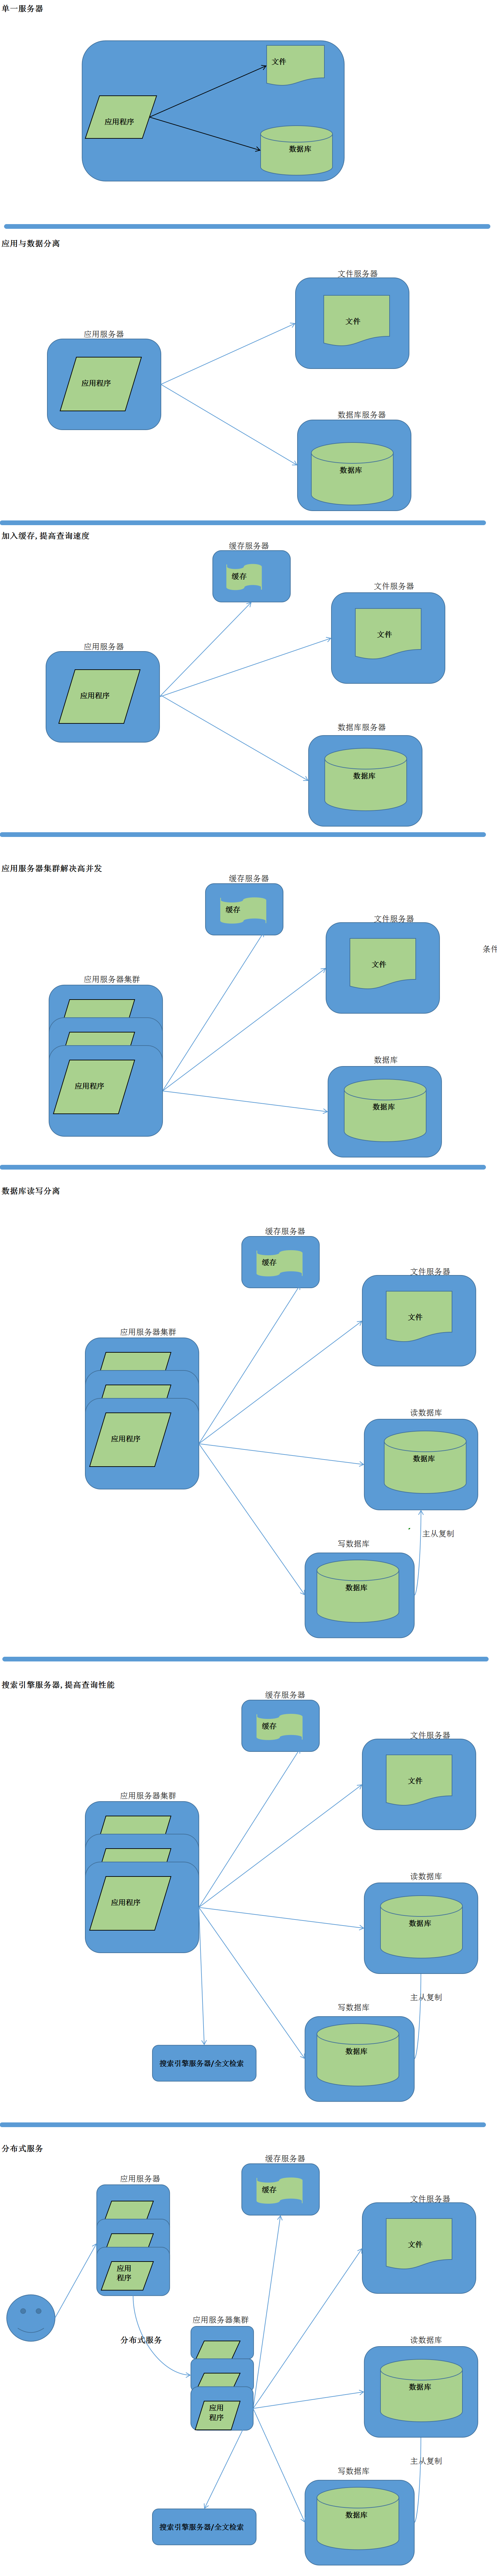 单一服务器
文件
应用程序
数据库
应用与数据分离
文件服务器
文件
应用服务器
应用程序
数据库服务器
数据库
加入缓存,提高查询速度
缓存服务器
缓存
文件服务器
文件
应用服务器
应用程序
数据库服务器
数据库
应用服务器集群解决高并发
缓存服务器
缓存
文件服务器
条件
文件
应用服务器集群
数据库
应用程序
数据库
数据库读写分离
缓存服务器
缓存
文件服务器
文件
应用服务器集群
读数据库
应用程序
数据库
主从复制
写数据库
数据库
搜索引擎服务器,提高查询性能
缓存服务器
缓存
文件服务器
文件
应用服务器集群
读数据库
应用程序
数据库
主从复制
写数据库
数据库
搜索引擎服务器/全文检索
分布式服务
缓存服务器
应用服务器
缓存
文件服务器
文件
应用
程序
应用服务器集群
分布式服务
读数据库
数据库
应用
程序
主从复制
写数据库
数据库
搜索引擎服务器/全文检索